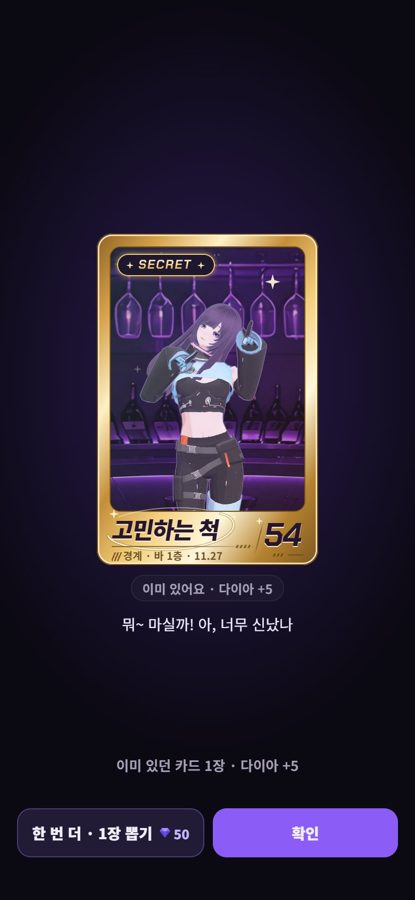 SECRET
고민하는 척
54
경계 · 바 1층 · 11.27
이미 있어요 · 다이아 +5
뭐~ 마실까! 아, 너무 신났나
이미 있던 카드 1장 · 다이아 +5
한 번 더 · 1장 뽑기 50
확인